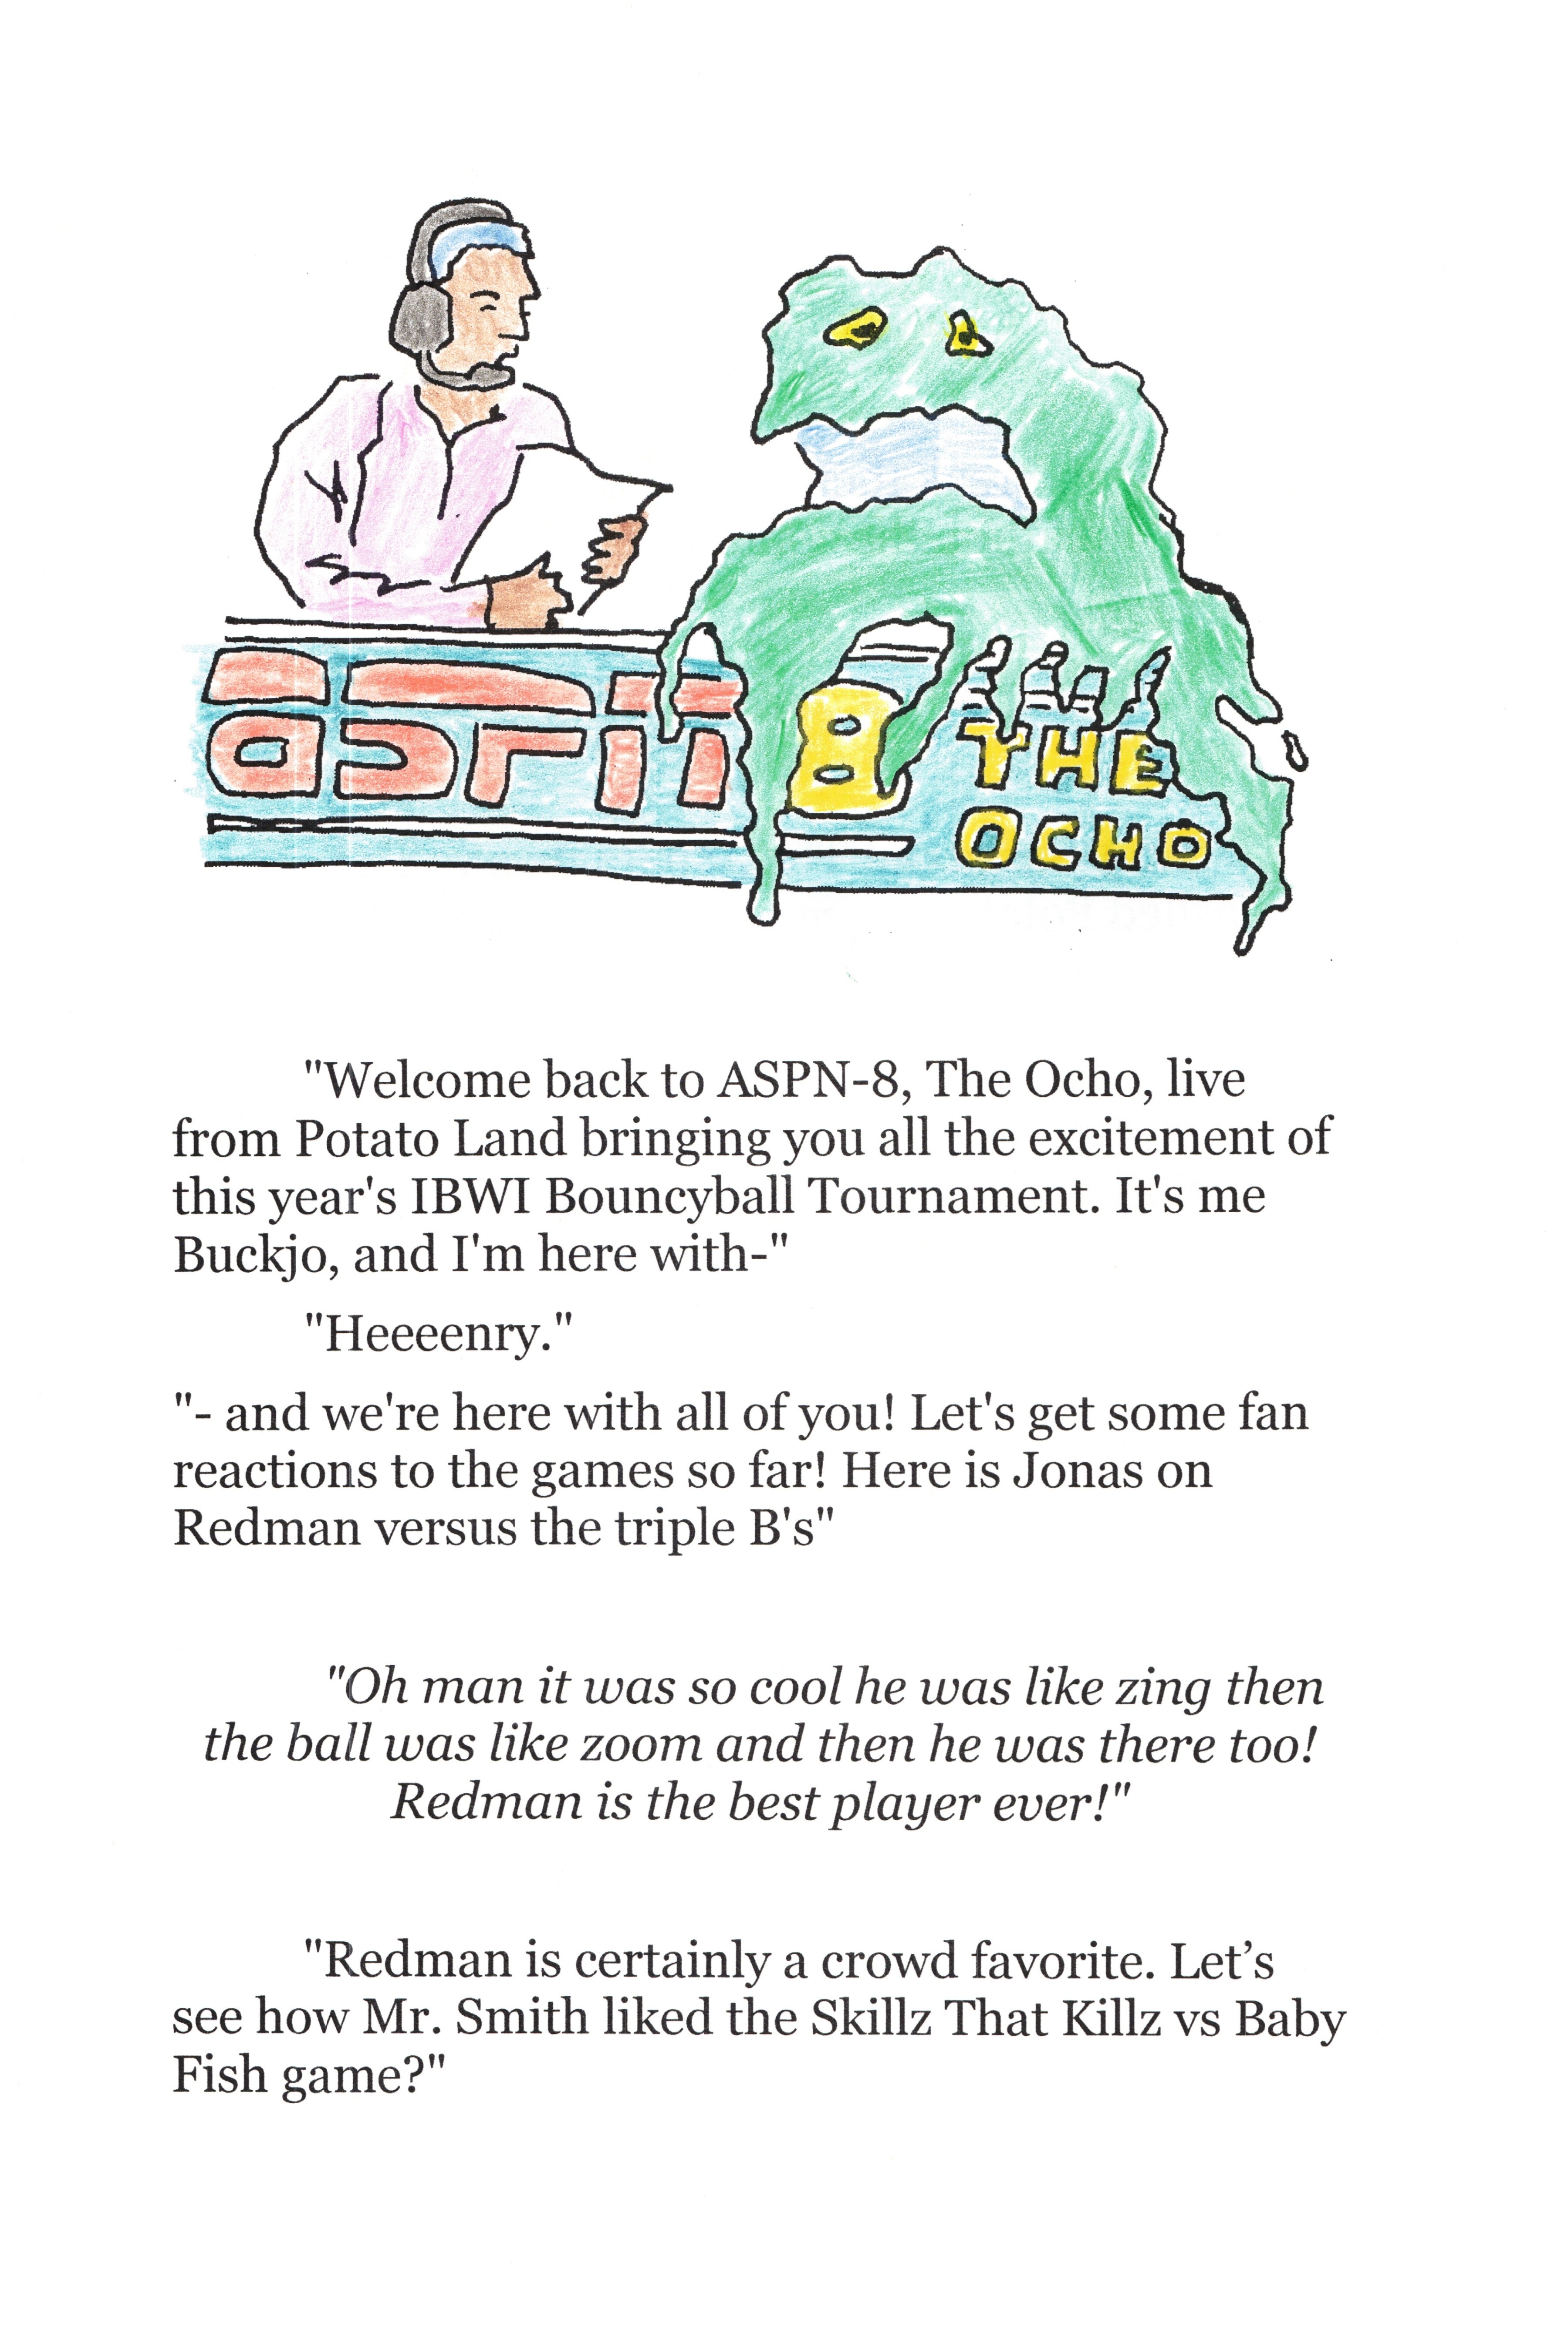 aspn 8 THE
OCHO
"Welcome back to ASPN-8, The Ocho, live
from Potato Land bringing you all the excitement of
this year's IBWI Bouncyball Tournament. It's me
Buckjo, and I'm here with-"
"Heeeenry."
"- and we're here with all of you! Let's get some fan
reactions to the games so far! Here is Jonas on
Redman versus the triple B's"
"Oh man it was so cool he was like zing then
the ball was like zoom and then he was there too!
Redman is the best player ever!"
"Redman is certainly a crowd favorite. Let’s
see how Mr. Smith liked the Skillz That Killz vs Baby
Fish game?"